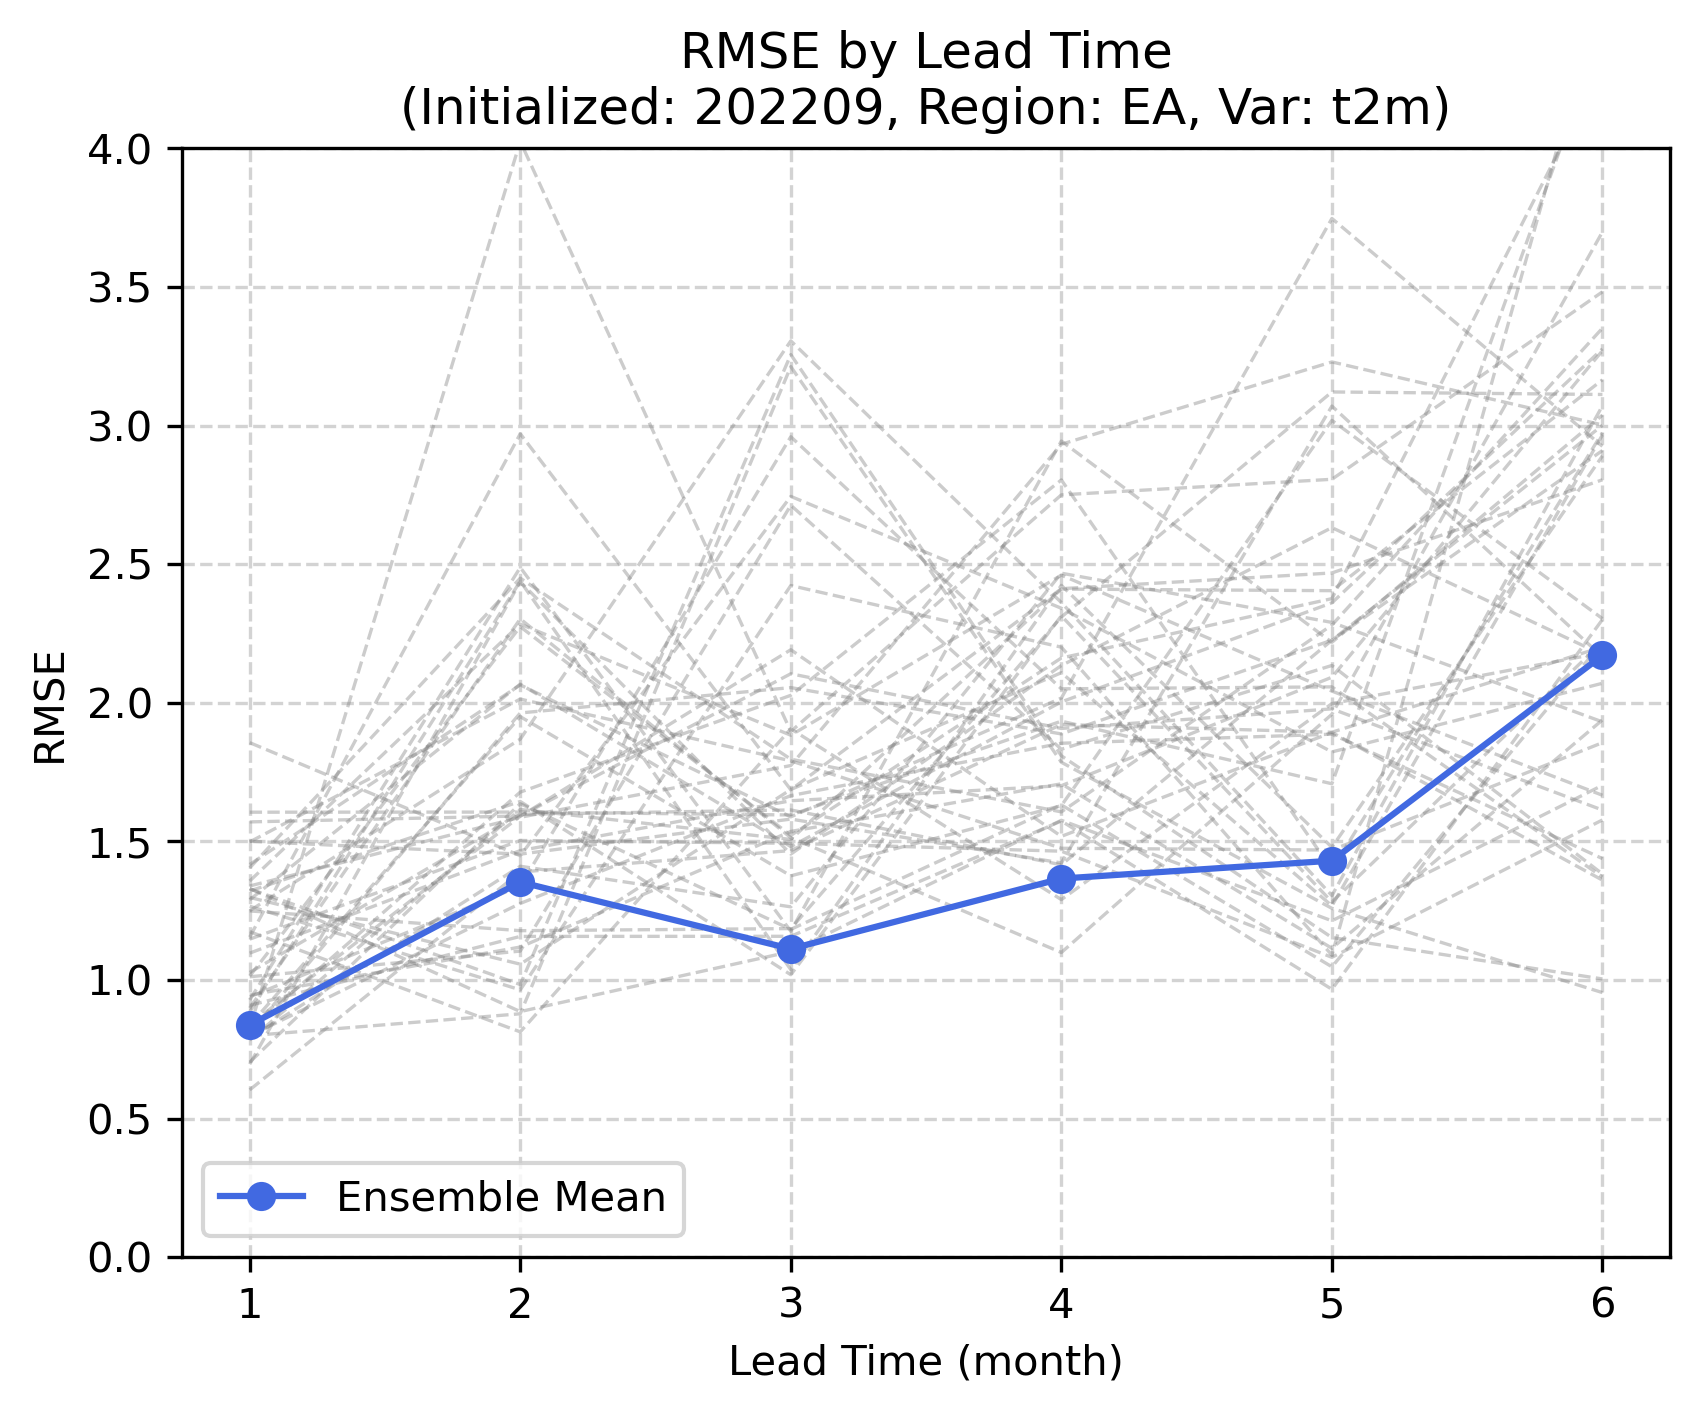 RMSE by Lead Time
(Initialized: 202209, Region: EA, Var: t2m)
4.0
3.5
3.0
2.5
2.0
1.5
1.0
0.5
0.0
RMSE
Ensemble Mean
1 2 3 4 5 6
Lead Time (month)